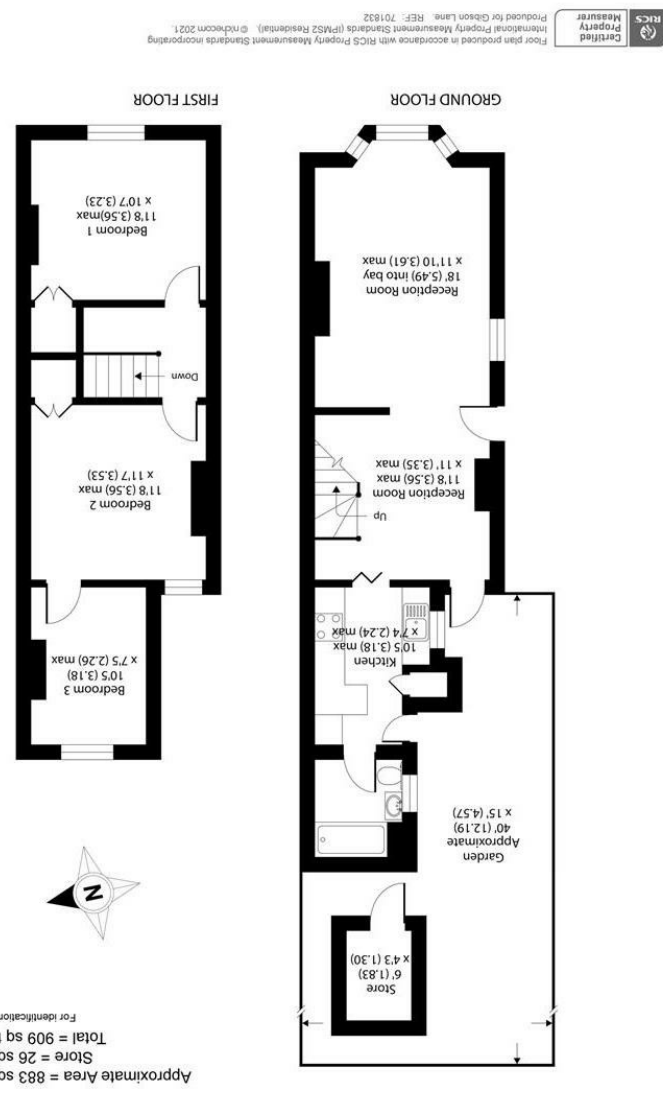 Approximate Area = 883 sq
Store = 26 sq
Total = 909 sq
For identification
Store
6' (1.83)
x 4'3 (1.30)
Garden
Approximate
40' (12.19)
x 15' (4.57)
Kitchen
10'5 (3.18) max
x 7'4 (2.24) max
Up
Reception Room
11'8 (3.56) max
x 11' (3.35) max
Reception Room
18' (5.49) into bay
x 11'10 (3.61) max
GROUND FLOOR
N
Bedroom 3
10'5 (3.18)
x 7'5 (2.26) max
Bedroom 2
11'8 (3.56) max
x 11'7 (3.53)
Down
Bedroom 1
11'8 (3.56)max
x 10'7 (3.23)
FIRST FLOOR
RICS
Certified
Property
Measurer
Floor plan produced in accordance with RICS Property Measurement Standards incorporating
International Property Measurement Standards (IPMS2 Residential). ©nichecom 2021.
Produced for Gibson Lane. REF: 701832